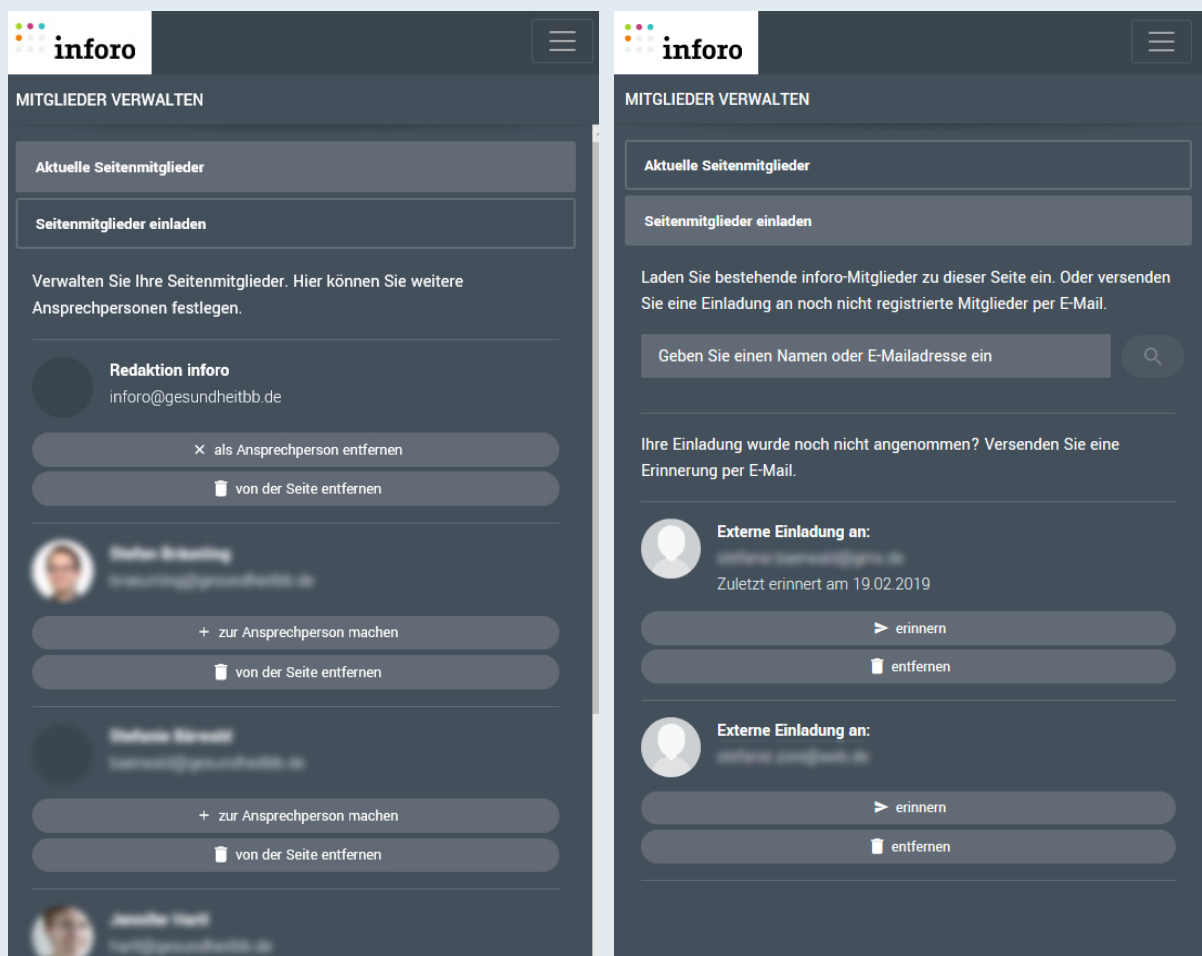 inforo
MITGLIEDER VERWALTEN
Aktuelle Seitenmitglieder
Seitenmitglieder einladen
Verwalten Sie Ihre Seitenmitglieder. Hier können Sie weitere
Ansprechpersonen festlegen.
Redaktion inforo
inforo@gesundheitbb.de
als Ansprechperson entfernen
von der Seite entfernen
zur Ansprechperson machen
von der Seite entfernen
zur Ansprechperson machen
von der Seite entfernen
inforo
MITGLIEDER VERWALTEN
Aktuelle Seitenmitglieder
Seitenmitglieder einladen
Laden Sie bestehende inforo-Mitglieder zu dieser Seite ein. Oder versenden
Sie eine Einladung an noch nicht registrierte Mitglieder per E-Mail.
Geben Sie einen Namen oder E-Mailadresse ein
Ihre Einladung wurde noch nicht angenommen? Versenden Sie eine
Erinnerung per E-Mail.
Externe Einladung an:
Zuletzt erinnert am 19.02.2019
erinnern
entfernen
Externe Einladung an:
erinnern
entfernen